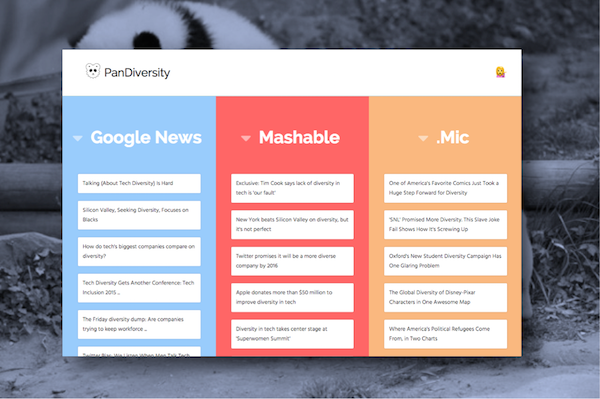 PanDiversity
Google News
Talking (About Tech Diversity) Is Hard
Silicon Valley, Seeking Diversity, Focuses on
Blacks
How do tech's biggest companies compare on
diversity?
Tech Diversity Gets Another Conference: Tech
Inclusion 2015 ...
The Friday diversity dump: Are companies
trying to keep workforce ...
Mashable
Exclusive: Tim Cook says lack of diversity in
tech is 'our fault'
New York beats Silicon Valley on diversity, but
it's not perfect
Twitter promises it will be a more diverse
company by 2016
Apple donates more than $50 million to
improve diversity in tech
Diversity in tech takes center stage at
'Superwomen Summit'
.Mic
One of America's Favorite Comics Just Took a
Huge Step Forward for Diversity
'SNL' Promised More Diversity. This Slave Joke
Fail Shows How It's Screwing Up
Oxford's New Student Diversity Campaign Has
One Glaring Problem
The Global Diversity of Disney-Pixar
Characters in One Awesome Map
Where America's Political Refugees Come
From, in Two Charts